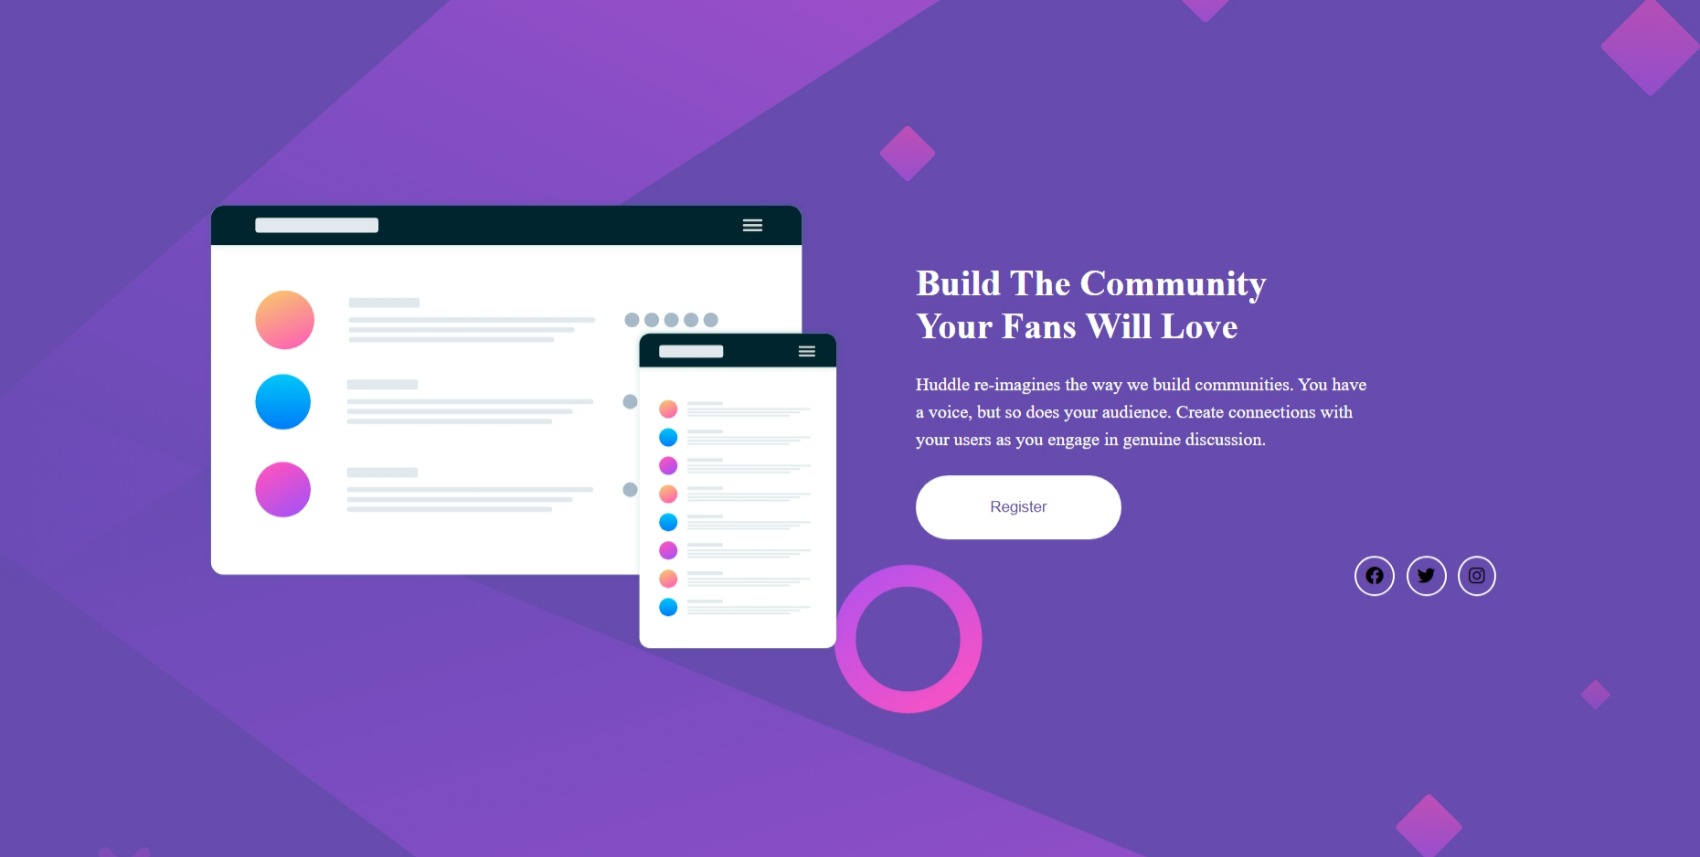 Build The Community
Your Fans Will Love
Huddle re-imagines the way we build communities. You have
a voice, but so does your audience. Create connections with
your users as you engage in genuine discussion.
Register